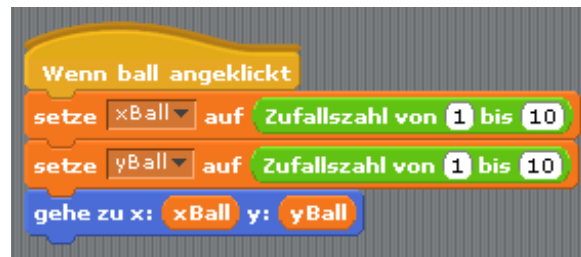 Wenn ball angeklickt
setze xBall auf Zufallszahl von 1 bis 10
setze yBall auf Zufallszahl von 1 bis 10
gehe zu x: xBall y: yBall